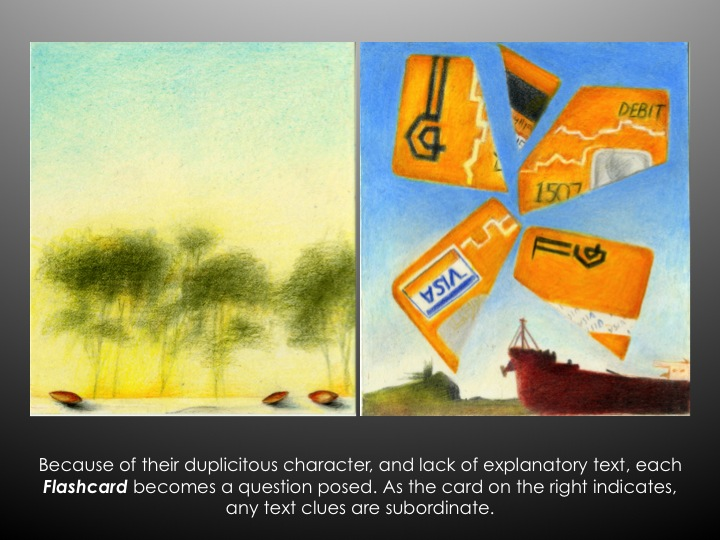 DEBIT
1507
VISA
Because of their duplicitous character, and lack of explanatory text, each
Flashcard becomes a question posed. As the card on the right indicates,
any text clues are subordinate.